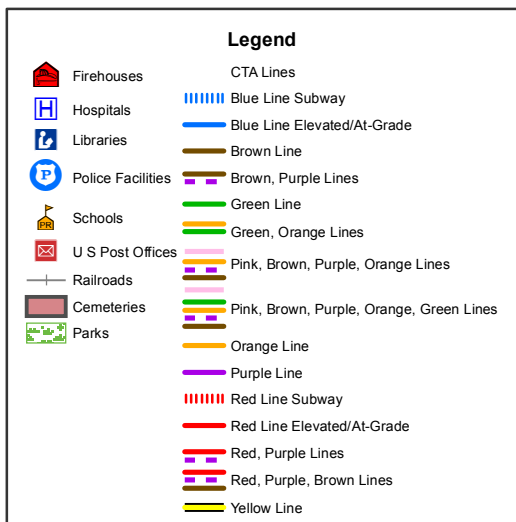 Legend
Firehouses
H
Hospitals
Libraries
P
Police Facilities
PR
Schools
U S Post Offices
Railroads
Cemeteries
Parks
CTA Lines
Blue Line Subway
Blue Line Elevated/At-Grade
Brown Line
Brown, Purple Lines
Green Line
Green, Orange Lines
Pink, Brown, Purple, Orange Lines
Pink, Brown, Purple, Orange, Green Lines
Orange Line
Purple Line
Red Line Subway
Red Line Elevated/At-Grade
Red, Purple Lines
Red, Purple, Brown Lines
Yellow Line